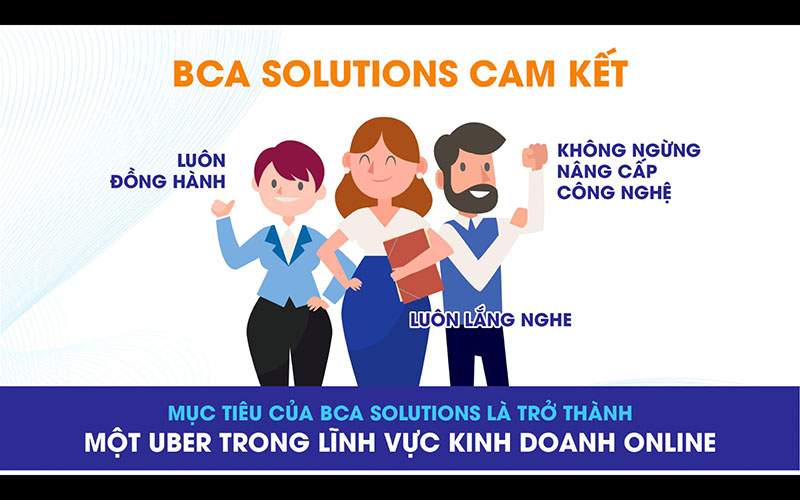 BCA SOLUTIONS CAM KẾT
LUÔN
ĐỒNG HÀNH
KHÔNG NGỪNG
NÂNG CẤP
CÔNG NGHỆ
LUÔN LẮNG NGHE
MỤC TIÊU CỦA BCA SOLUTIONS LÀ TRỞ THÀNH
MỘT UBER TRONG LĨNH VỰC KINH DOANH ONLINE